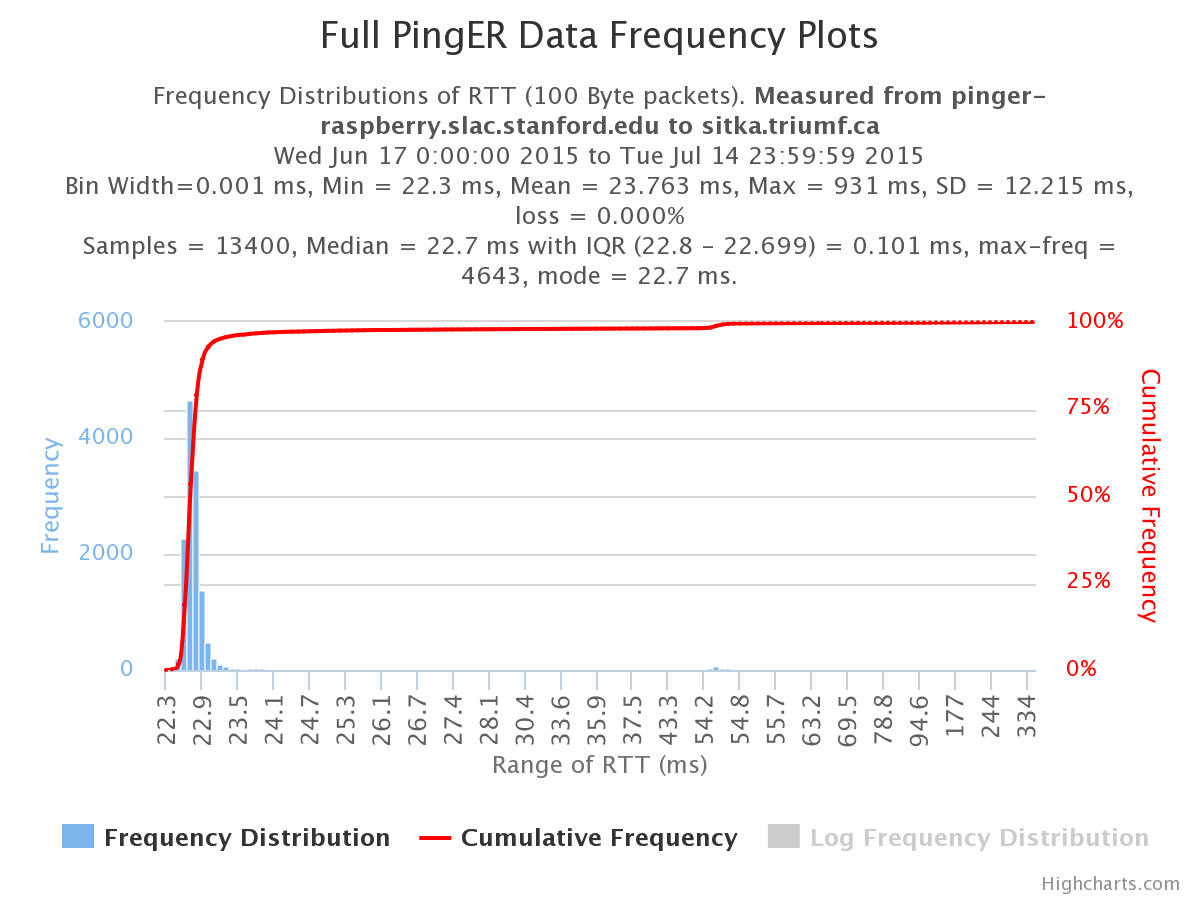 Full PingER Data Frequency Plots
Frequency Distributions of RTT (100 Byte packets). Measured from pinger-
raspberry.slac.stanford.edu to sitka.triumf.ca
Wed Jun 17 0:00:00 2015 to Tue Jul 14 23:59:59 2015
Bin Width=0.001 ms, Min = 22.3 ms, Mean = 23.763 ms, Max = 931 ms, SD = 12.215 ms,
loss = 0.000%
Samples = 13400, Median = 22.7 ms with IQR (22.8 - 22.699) = 0.101 ms, max-freq =
4643, mode = 22.7 ms.
Frequency
6000
4000
2000
0
100%
75%
50%
25%
0%
Cumulative Frequency
22.3
22.9
23.5
24.1
24.7
25.3
26.1
26.7
27.4
28.1
30.4
33.6
35.9
37.5
43.3
54.2
54.8
55.7
63.2
69.5
78.8
94.6
177
244
334
Range of RTT (ms)
Frequency Distribution
Cumulative Frequency
Log Frequency Distribution
Highcharts.com